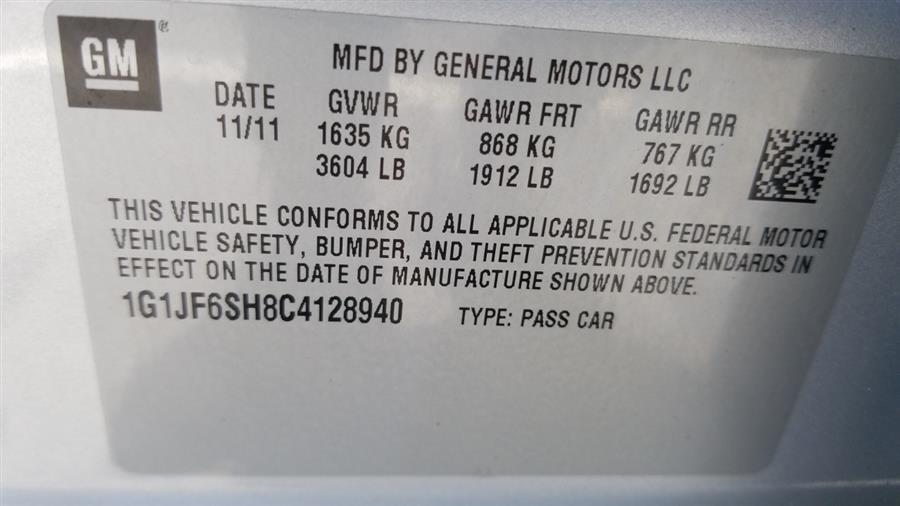 GM
MFD BY GENERAL MOTORS LLC
DATE GVWR GAWR FRT GAWR RR
11/11 1635 KG 868 KG 767 KG
3604 LB 1912 LB 1692 LB
THIS VEHICLE CONFORMS TO ALL APPLICABLE U.S. FEDERAL MOTOR
VEHICLE SAFETY, BUMPER, AND THEFT PREVENTION STANDARDS IN
EFFECT ON THE DATE OF MANUFACTURE SHOWN ABOVE.
1G1JF6SH8C4128940 TYPE: PASS CAR